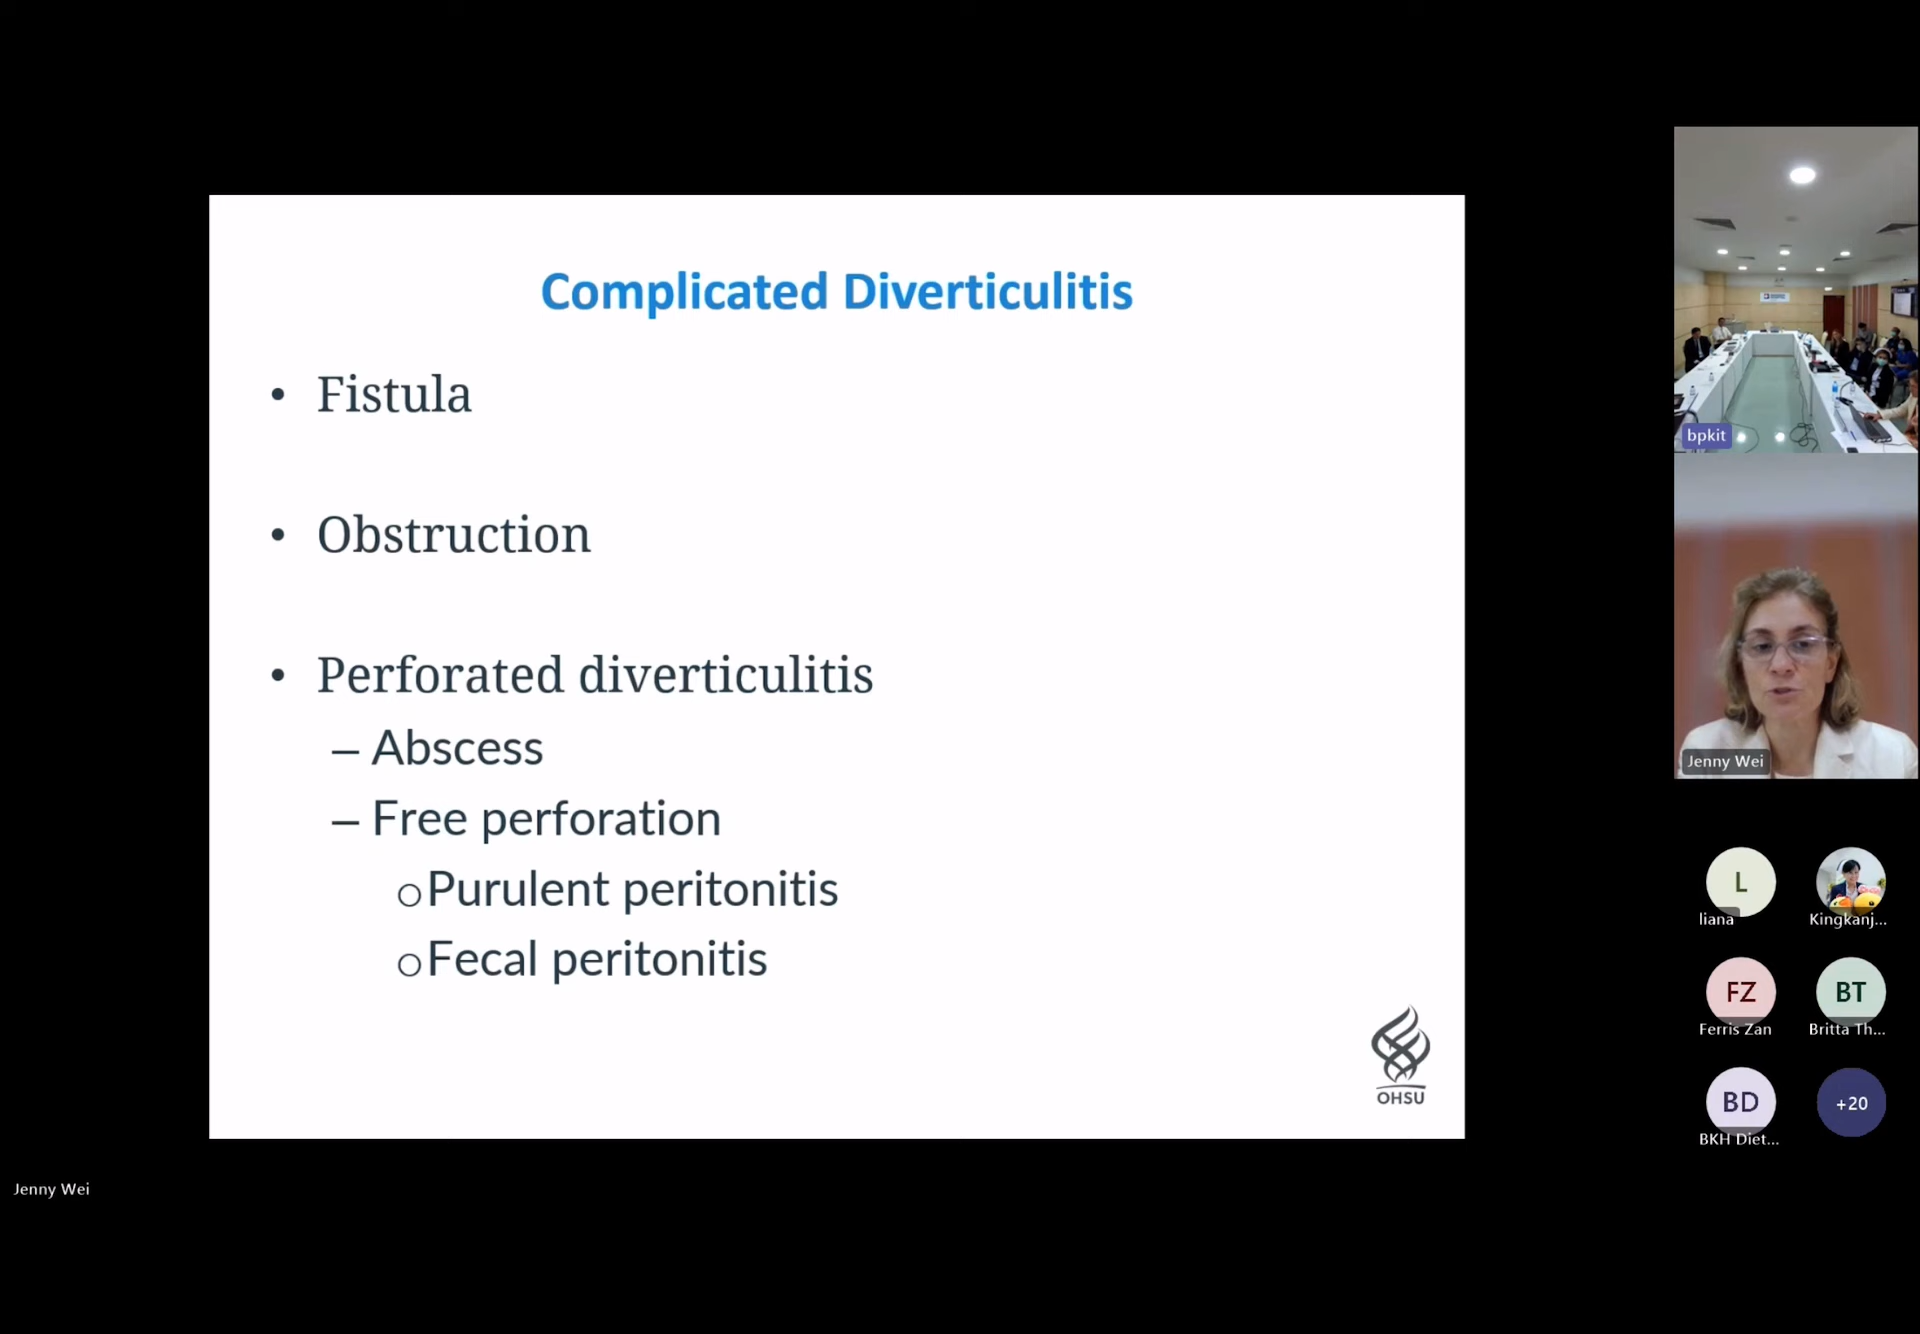 Complicated Diverticulitis
• Fistula
• Obstruction
• Perforated diverticulitis
– Abscess
– Free perforation
○ Purulent peritonitis
○ Fecal peritonitis
OHSU
bpkit
Jenny Wei
L
liana
Kingkanj...
FZ
Ferris Zan
BT
Britta Th...
BD
BKH Diet...
+20
Jenny Wei